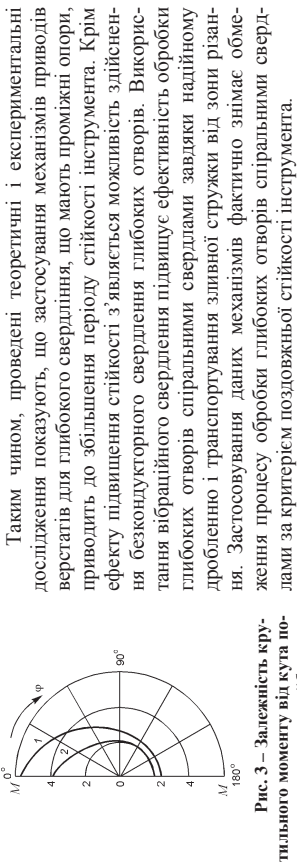 Таким чином, проведені теоретичні і експериментальні
дослідження показують, що застосування механізмів приводів
верстатів для глибокого свердління, що мають проміжні опори,
приводить до збільшення періоду стійкості інструмента. Крім
ефекту підвищення стійкості з’являється можливість здійснен-
ня безкондукторного свердлення глибоких отворів. Викорис-
тання вібраційного свердлення підвищує ефективність обробки
глибоких отворів спіральними свердлами завдяки надійному
дробленню і транспортування зливної стружки від зони різан-
ня. Застосовування даних механізмів фактично знімає обме-
ження процесу обробки глибоких отворів спіральними сверд-
лами за критерієм поздовжньої стійкості інструмента.
M
0°
φ
1
2
4
2
0
90°
2
4
M
180°
Рис. 3 – Залежність кру-
тильного моменту від кута по-